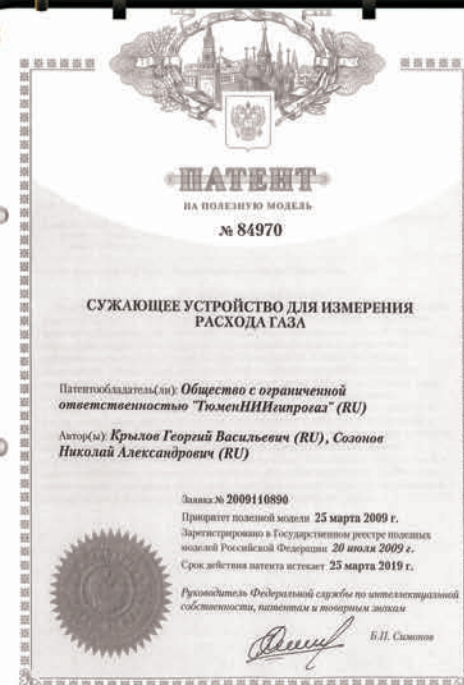 ПАТЕНТ
НА ПОЛЕЗНУЮ МОДЕЛЬ
№ 84970
СУЖАЮЩЕЕ УСТРОЙСТВО ДЛЯ ИЗМЕРЕНИЯ
РАСХОДА ГАЗА
Патентообладатель(ли): Общество с ограниченной
ответственностью "ТюменНИИгипрогаз" (RU)
Автор(ы): Крылов Георгий Васильевич (RU), Созонов
Николай Александрович (RU)
Заявка № 2009110890
Приоритет полезной модели 25 марта 2009 г.
Зарегистрировано в Государственном реестре полезных
моделей Российской Федерации 20 июля 2009 г.
Срок действия патента истекает 25 марта 2019 г.
Руководитель Федеральной службы по интеллектуальной
собственности, патентам и товарным знакам
Б.П. Симонов